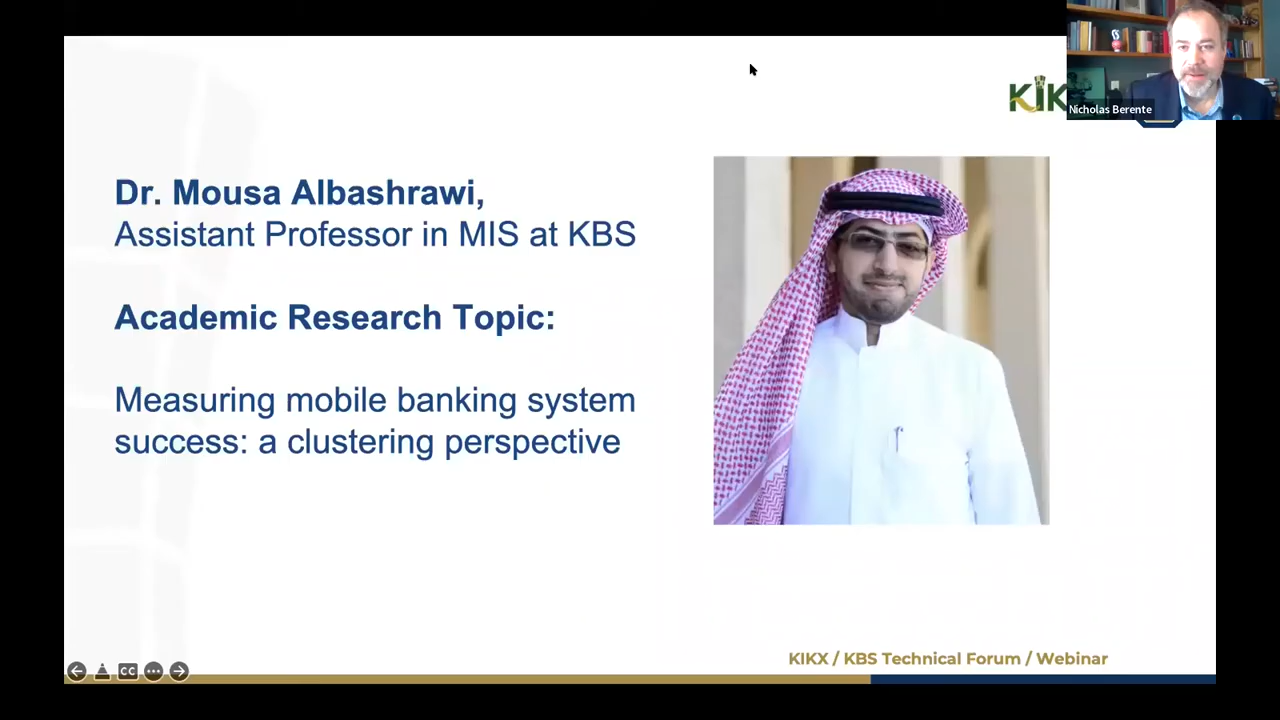 KIK
Nicholas Berente
Dr. Mousa Albashrawi,
Assistant Professor in MIS at KBS
Academic Research Topic:
Measuring mobile banking system
success: a clustering perspective
CC
KIKX / KBS Technical Forum / Webinar